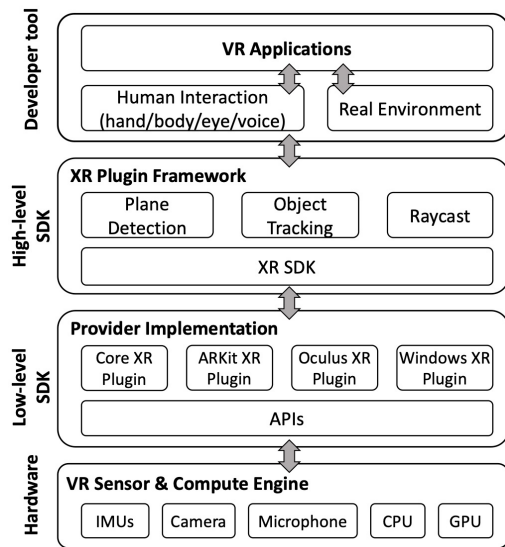 Developer tool
VR Applications
Human Interaction
(hand/body/eye/voice)
Real Environment
High-level
SDK
XR Plugin Framework
Plane
Detection
Object
Tracking
Raycast
XR SDK
Low-level
SDK
Provider Implementation
Core XR
Plugin
ARKit XR
Plugin
Oculus XR
Plugin
Windows XR
Plugin
APIs
Hardware
VR Sensor & Compute Engine
IMUs
Camera
Microphone
CPU
GPU